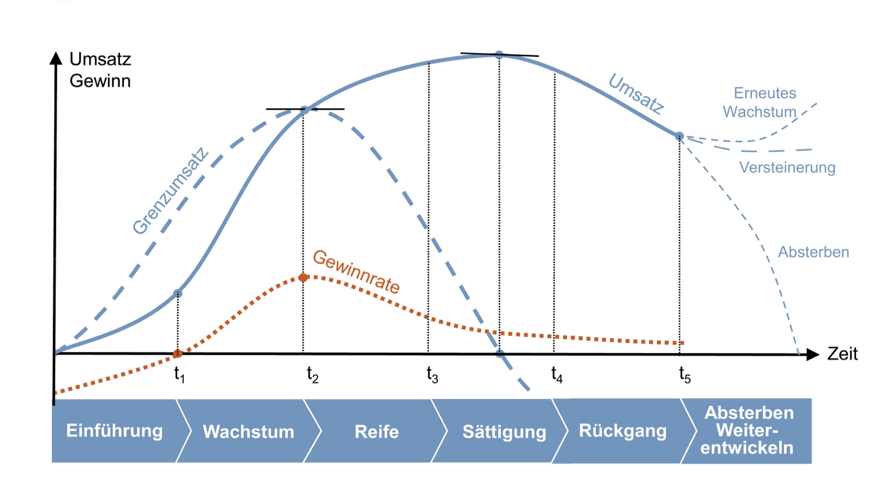 Umsatz
Gewinn
Grenzumsatz
Gewinnrate
Umsatz
Erneutes
Wachstum
Versteinerung
Absterben
Zeit
t1
t2
t3
t4
t5
Einführung
Wachstum
Reife
Sättigung
Rückgang
Absterben
Weiter-
entwickeln